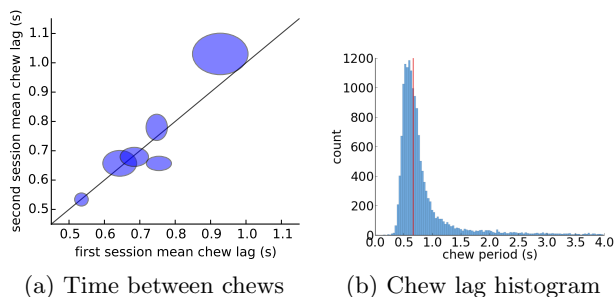 second session mean chew lag (s)
1.1
1.0
0.9
0.8
0.7
0.6
0.5
0.5 0.6 0.7 0.8 0.9 1.0 1.1
first session mean chew lag (s)
(a) Time between chews
count
1200
1000
800
600
400
200
0
0.0 0.5 1.0 1.5 2.0 2.5 3.0 3.5 4.0
chew period (s)
(b) Chew lag histogram